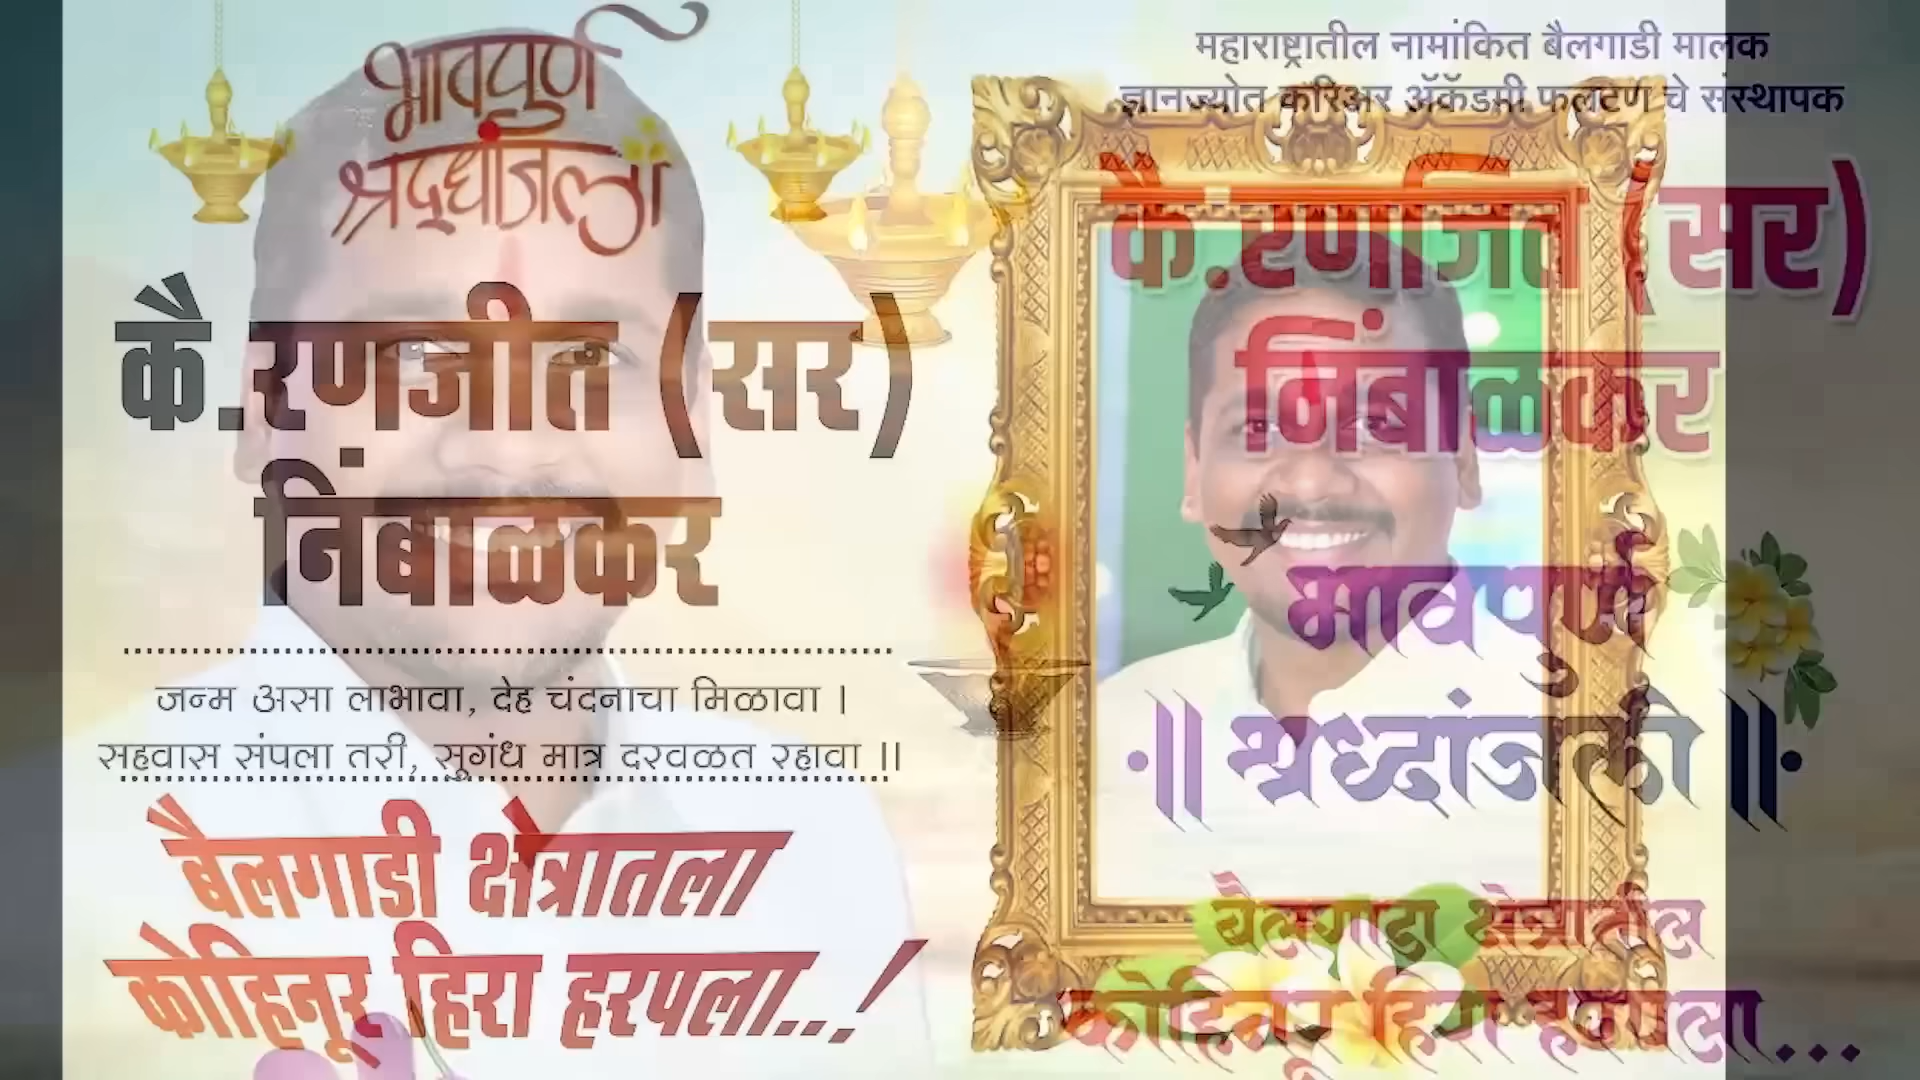 भावपुर्ण
श्रद्धांजली
कै.रणजीत (सर)
निंबाळकर
जन्म असा लाभावा, देह चंदनाचा मिळावा ।
सहवास संपला तरी, सुगंध मात्र दरवळत रहावा ।।
बैलगाडी क्षेत्रातला
कोहिनूर हिरा हरपला..!
महाराष्ट्रातील नामांकित बैलगाडी मालक
ज्ञानज्योत करिअर ॲकॅडमी फलटण चे संस्थापक
कै.रणजित (सर)
निंबाळकर
भावपुर्ण
॥ श्रध्दांजली ॥
बैलगाडा क्षेत्रातील
कोहिनूर हिरा हरपला...